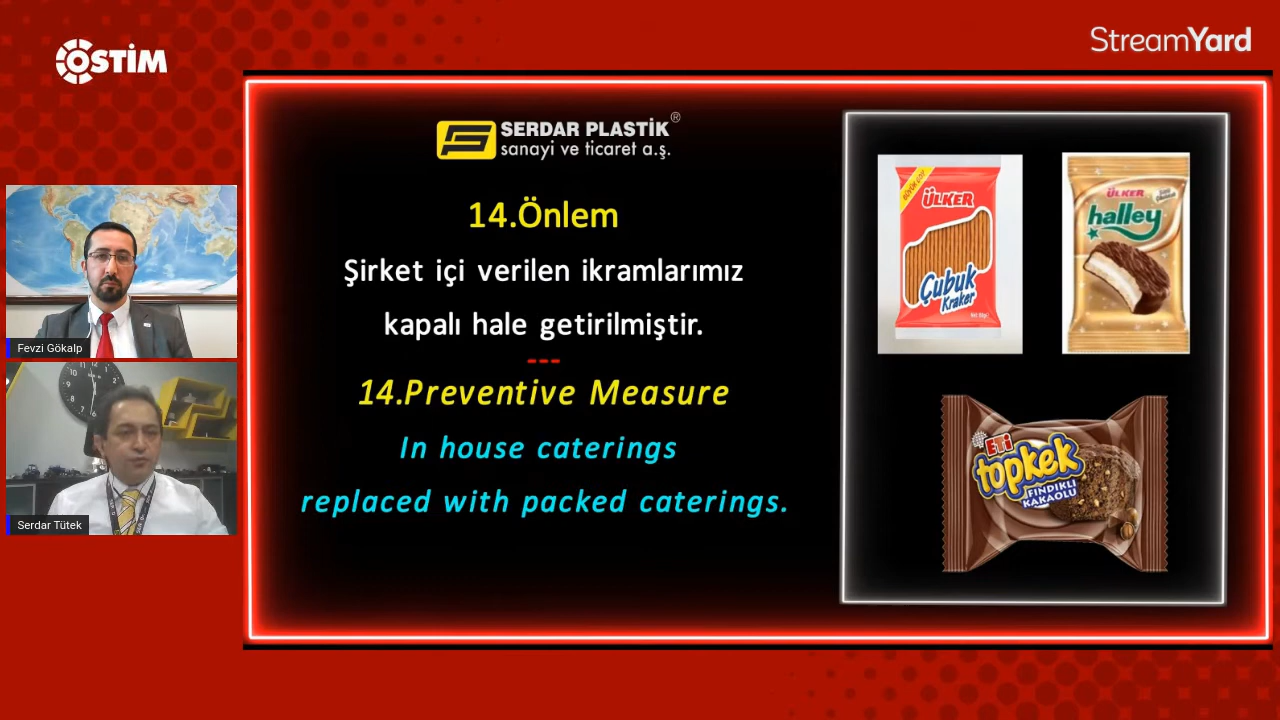 OSTİM
StreamYard
SERDAR PLASTİK®
sanayi ve ticaret a.ş.
14.Önlem
Şirket içi verilen ikramlarımız
kapalı hale getirilmiştir.
---
14.Preventive Measure
In house caterings
replaced with packed caterings.
ÜLKER
Çubuk
Kraker
ÜLKER
halley
ETİ
topkek
FINDIKLI
KAKAOLU
Fevzi Gökalp
Serdar Tütek